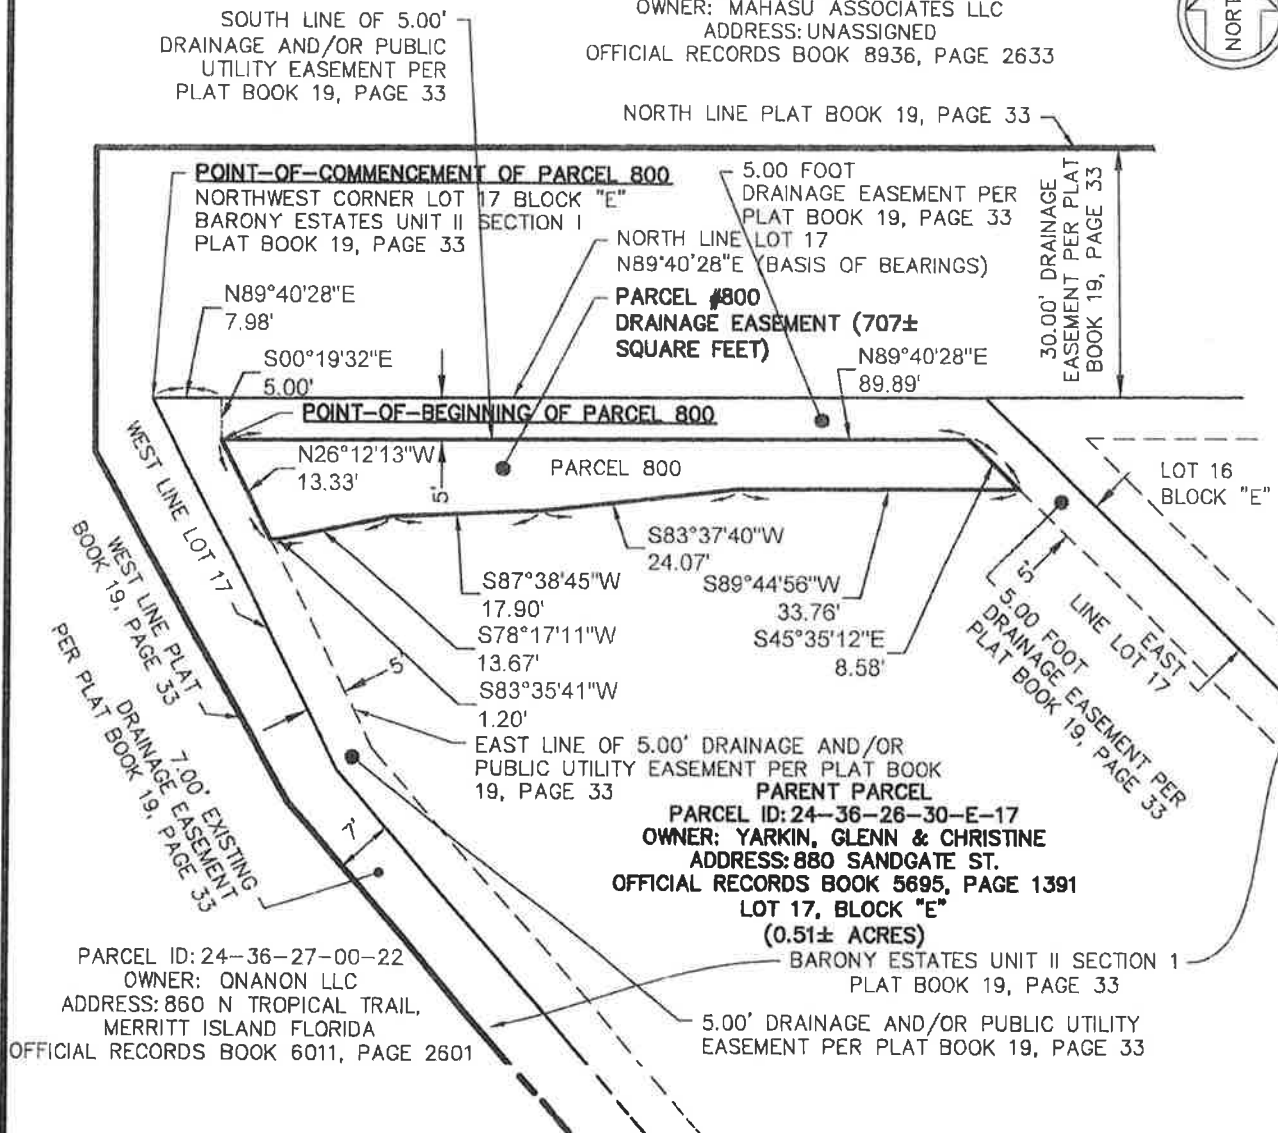 SOUTH LINE OF 5.00'
DRAINAGE AND/OR PUBLIC
UTILITY EASEMENT PER
PLAT BOOK 19, PAGE 33
OWNER: MAHASU ASSOCIATES LLC
ADDRESS: UNASSIGNED
OFFICIAL RECORDS BOOK 8936, PAGE 2633
NORTH
NORTH LINE PLAT BOOK 19, PAGE 33
POINT-OF-COMMENCEMENT OF PARCEL 800
NORTHWEST CORNER LOT 17 BLOCK "E"
BARONY ESTATES UNIT II SECTION I
PLAT BOOK 19, PAGE 33
5.00 FOOT
DRAINAGE EASEMENT PER
PLAT BOOK 19, PAGE 33
30.00' DRAINAGE
EASEMENT PER PLAT
BOOK 19, PAGE 33
NORTH LINE LOT 17
N89°40'28"E (BASIS OF BEARINGS)
N89°40'28"E
7.98'
PARCEL #800
DRAINAGE EASEMENT (707±
SQUARE FEET)
S00°19'32"E
5.00'
N89°40'28"E
89.89'
POINT-OF-BEGINNING OF PARCEL 800
N26°12'13"W
13.33'
5'
PARCEL 800
LOT 16
BLOCK "E"
WEST LINE LOT 17
S83°37'40"W
24.07'
S87°38'45"W
17.90'
S89°44'56"W
33.76'
S78°17'11"W
13.67'
S45°35'12"E
8.58'
S83°35'41"W
1.20'
5'
5'
5.00 FOOT
DRAINAGE EASEMENT PER
PLAT BOOK 19, PAGE 33
EAST
LINE LOT 17
WEST LINE PLAT
BOOK 19, PAGE 33
7.00' EXISTING
DRAINAGE EASEMENT
PER PLAT BOOK 19, PAGE 33
7'
EAST LINE OF 5.00' DRAINAGE AND/OR
PUBLIC UTILITY EASEMENT PER PLAT BOOK
19, PAGE 33
PARENT PARCEL
PARCEL ID: 24-36-26-30-E-17
OWNER: YARKIN, GLENN & CHRISTINE
ADDRESS: 880 SANDGATE ST.
OFFICIAL RECORDS BOOK 5695, PAGE 1391
LOT 17, BLOCK "E"
(0.51± ACRES)
BARONY ESTATES UNIT II SECTION 1
PLAT BOOK 19, PAGE 33
PARCEL ID: 24-36-27-00-22
OWNER: ONANON LLC
ADDRESS: 860 N TROPICAL TRAIL,
MERRITT ISLAND FLORIDA
OFFICIAL RECORDS BOOK 6011, PAGE 2601
5.00' DRAINAGE AND/OR PUBLIC UTILITY
EASEMENT PER PLAT BOOK 19, PAGE 33